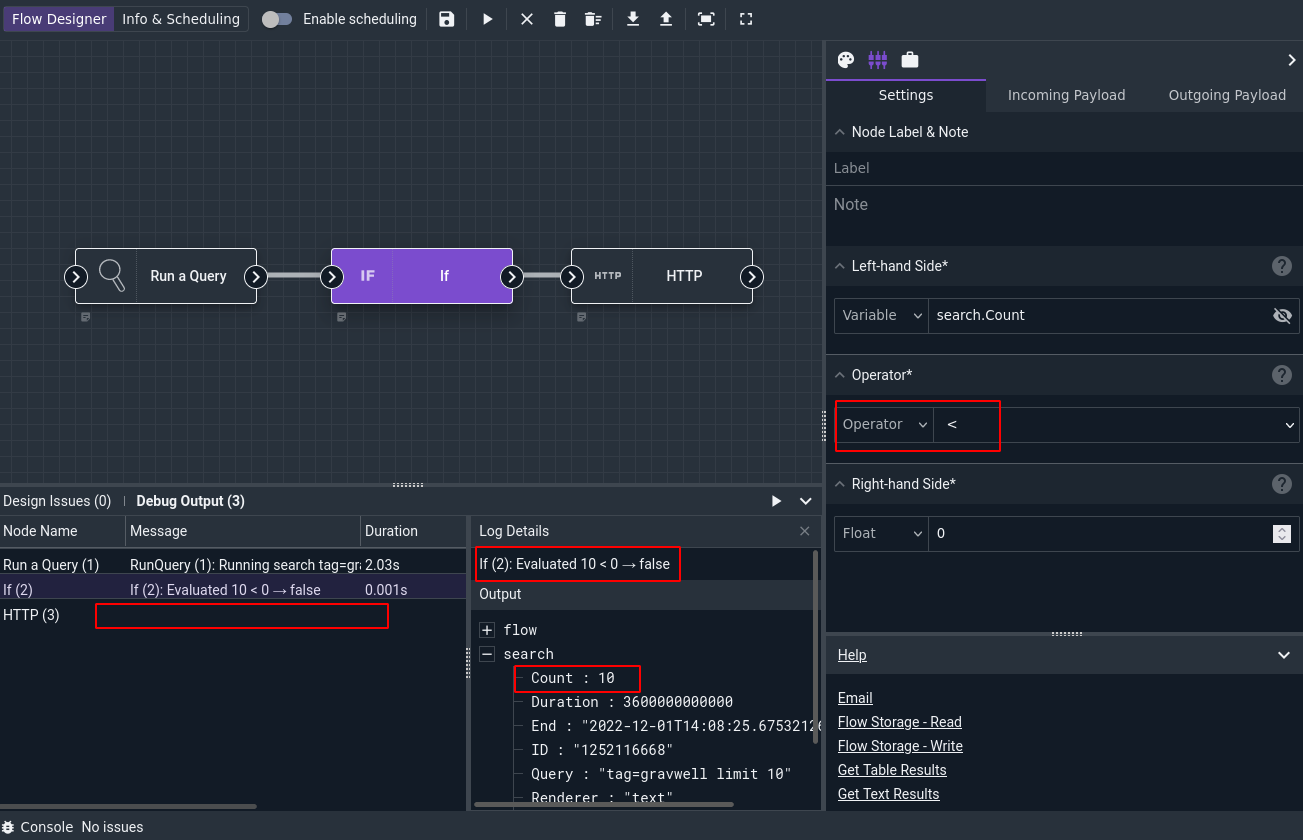 Flow Designer Info & Scheduling Enable scheduling
Run a Query
IF If
HTTP HTTP
Settings Incoming Payload Outgoing Payload
Node Label & Note
Label
Note
Left-hand Side*
Variable search.Count
Operator*
Operator <
Right-hand Side*
Float 0
Design Issues (0) Debug Output (3)
Node Name Message Duration
Run a Query (1) RunQuery (1): Running search tag=gra 2.03s
If (2) If (2): Evaluated 10 < 0 → false 0.001s
HTTP (3)
Log Details
If (2): Evaluated 10 < 0 → false
Output
+ flow
− search
Count : 10
Duration : 3600000000000
End : "2022-12-01T14:08:25.67532126
ID : "1252116668"
Query : "tag=gravwell limit 10"
Renderer : "text"
Help
Email
Flow Storage - Read
Flow Storage - Write
Get Table Results
Get Text Results
Console No issues